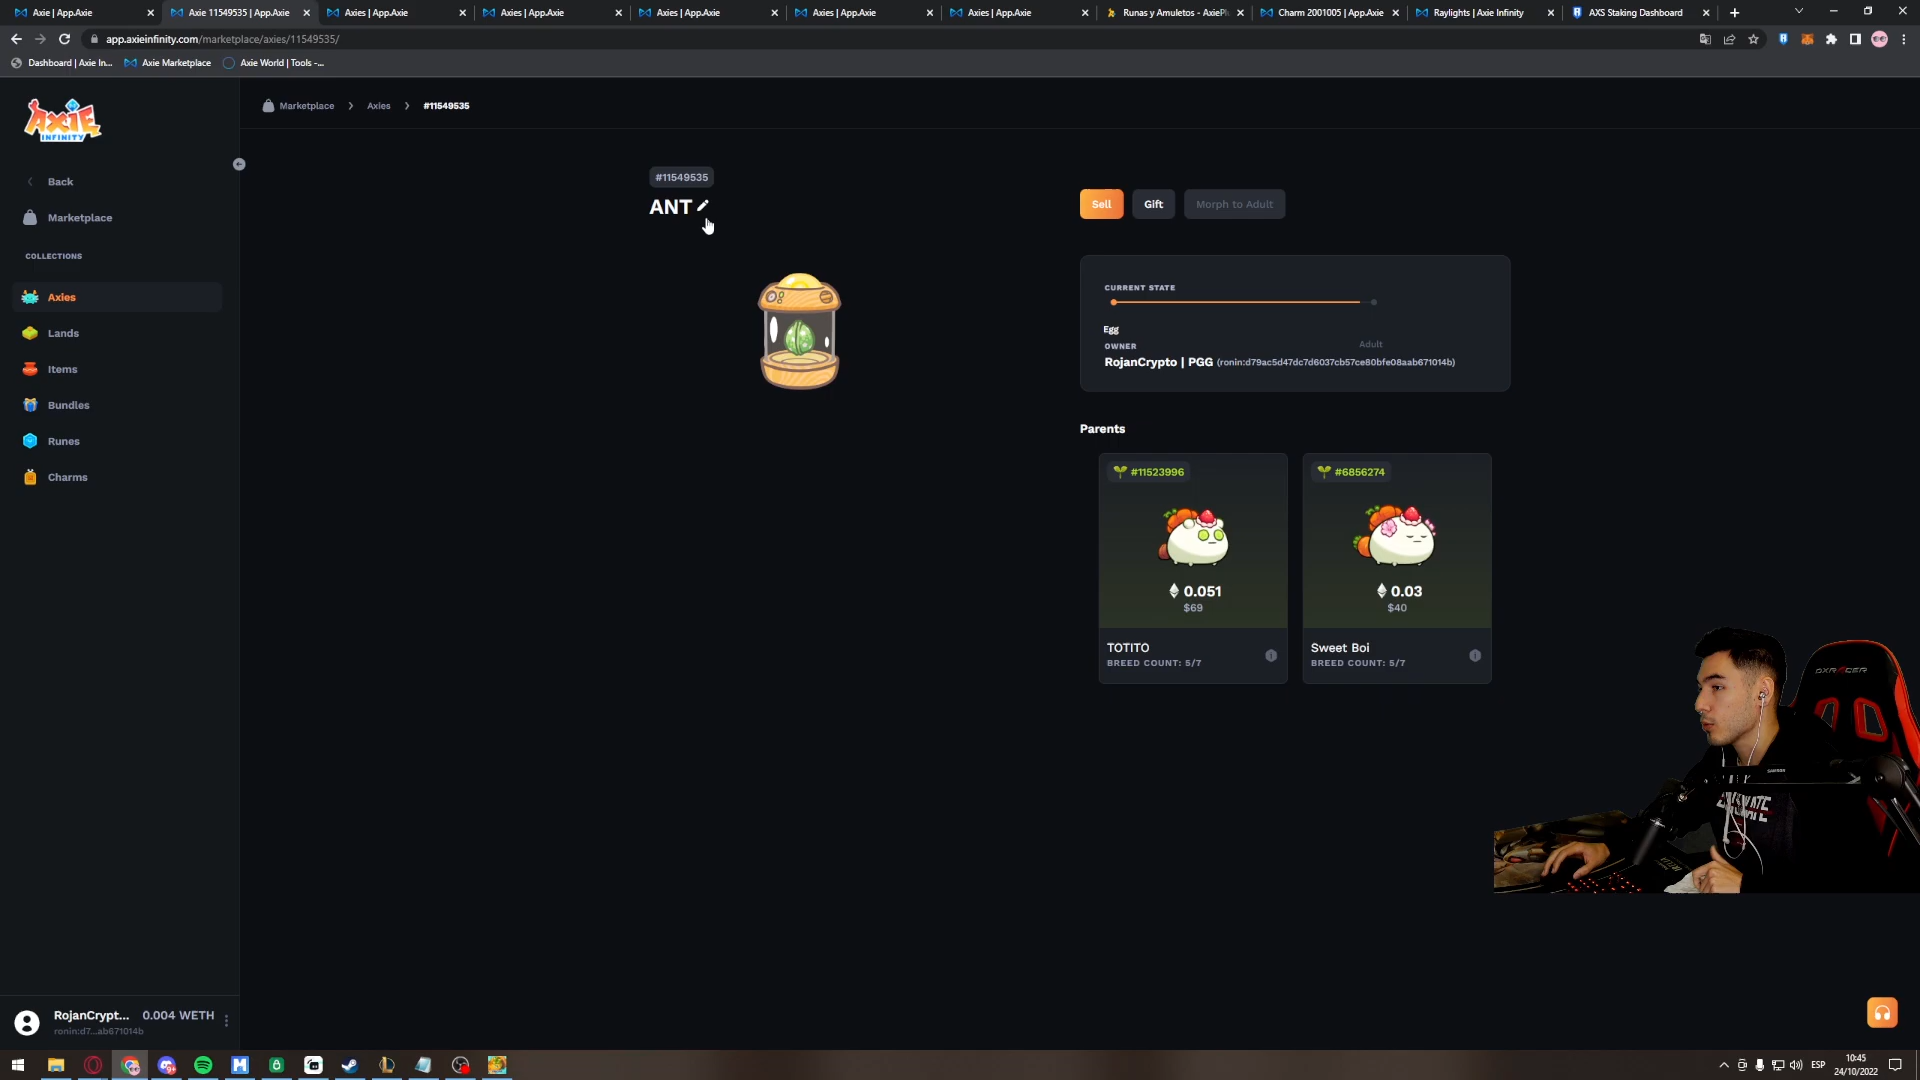 Axie | App.Axie
Axie 11549535 | App.Axie
Axies | App.Axie
Axies | App.Axie
Axies | App.Axie
Axies | App.Axie
Axies | App.Axie
Runas y Amuletos - AxiePl
Charm 2001005 | App.Axie
Raylights | Axie Infinity
AXS Staking Dashboard
app.axieinfinity.com/marketplace/axies/11549535/
Dashboard | Axie In...
Axie Marketplace
Axie World | Tools -...
AXIE
INFINITY
Marketplace
Axies
#11549535
Back
Marketplace
COLLECTIONS
Axies
Lands
Items
Bundles
Runes
Charms
#11549535
ANT
Sell
Gift
Morph to Adult
CURRENT STATE
Egg
Adult
OWNER
RojanCrypto | PGG (ronin:d79ac5d47dc7d6037cb57ce80bfe08aab671014b)
Parents
#11523996
0.051
$69
TOTITO
BREED COUNT: 5/7
#6856274
0.03
$40
Sweet Boi
BREED COUNT: 5/7
DXRACER
RojanCrypt...
0.004 WETH
ronin:d7...ab671014b
ESP
10:45
24/10/2022